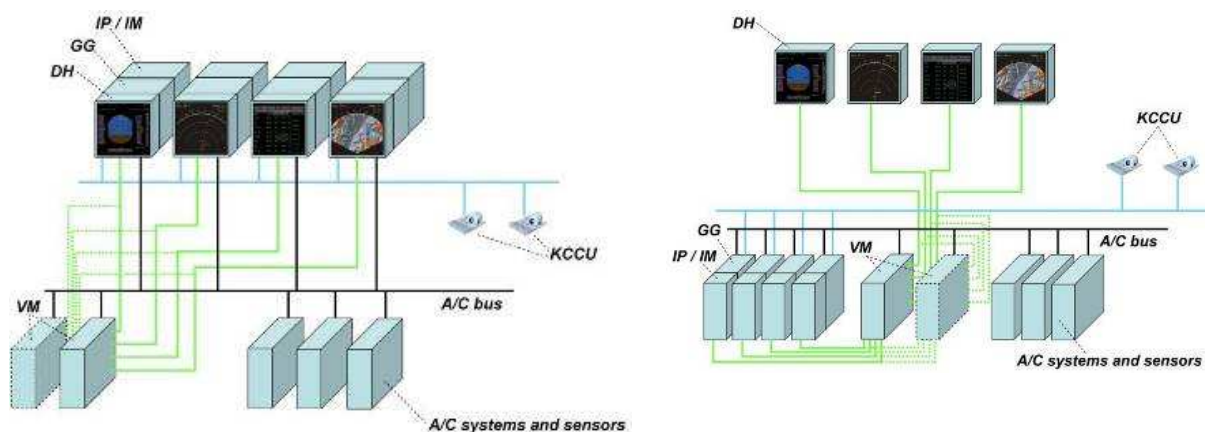 IP / IM
GG
DH
KCCU
A/C bus
VM
A/C systems and sensors
DH
KCCU
A/C bus
GG
VM
IP / IM
A/C systems and sensors